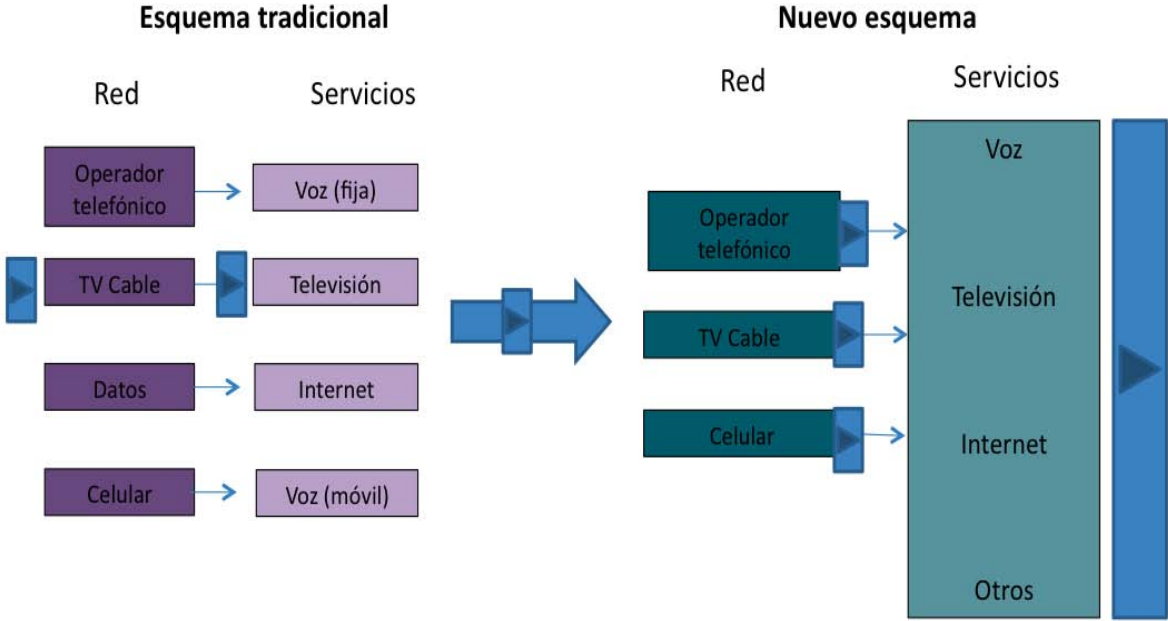 Esquema tradicional
Red
Servicios
Operador
telefónico
Voz (fija)
TV Cable
Televisión
Datos
Internet
Celular
Voz (móvil)
Nuevo esquema
Red
Servicios
Operador
telefónico
TV Cable
Celular
Voz
Televisión
Internet
Otros